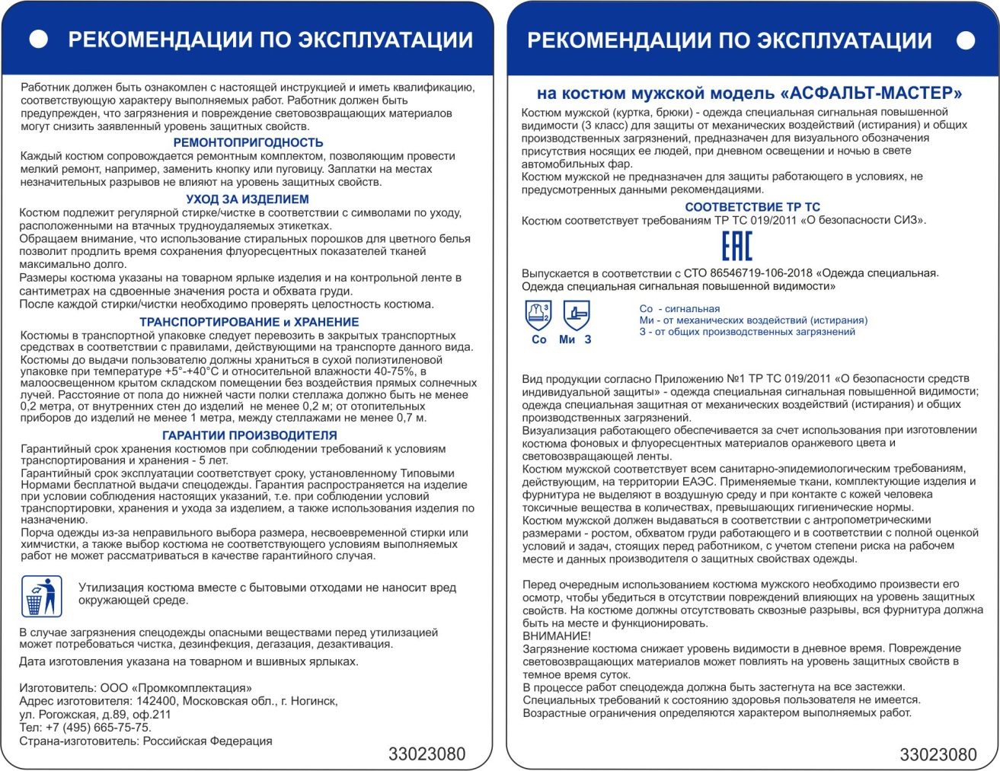 РЕКОМЕНДАЦИИ ПО ЭКСПЛУАТАЦИИ
Работник должен быть ознакомлен с настоящей инструкцией и иметь квалификацию,
соответствующую характеру выполняемых работ. Работник должен быть
предупрежден, что загрязнения и повреждение световозвращающих материалов
могут снизить заявленный уровень защитных свойств.
РЕМОНТОПРИГОДНОСТЬ
Каждый костюм сопровождается ремонтным комплектом, позволяющим провести
мелкий ремонт, например, заменить кнопку или пуговицу. Заплатки на местах
незначительных разрывов не влияют на уровень защитных свойств.
УХОД ЗА ИЗДЕЛИЕМ
Костюм подлежит регулярной стирке/чистке в соответствии с символами по уходу,
расположенными на втачных трудноудаляемых этикетках.
Обращаем внимание, что использование стиральных порошков для цветного белья
позволит продлить время сохранения флуоресцентных показателей тканей
максимально долго.
Размеры костюма указаны на товарном ярлыке изделия и на контрольной ленте в
сантиметрах на сдвоенные значения роста и обхвата груди.
После каждой стирки/чистки необходимо проверять целостность костюма.
ТРАНСПОРТИРОВАНИЕ и ХРАНЕНИЕ
Костюмы в транспортной упаковке следует перевозить в закрытых транспортных
средствах в соответствии с правилами, действующими на транспорте данного вида.
Костюмы до выдачи пользователю должны храниться в сухой полиэтиленовой
упаковке при температуре +5°-+40°С и относительной влажности 40-75%, в
малоосвещенном крытом складском помещении без воздействия прямых солнечных
лучей. Расстояние от пола до нижней части полки стеллажа должно быть не менее
0,2 метра, от внутренних стен до изделий не менее 0,2 м; от отопительных
приборов до изделий не менее 1 метра, между стеллажами не менее 0,7 м.
ГАРАНТИИ ПРОИЗВОДИТЕЛЯ
Гарантийный срок хранения костюмов при соблюдении требований к условиям
транспортирования и хранения - 5 лет.
Гарантийный срок эксплуатации соответствует сроку, установленному Типовыми
Нормами бесплатной выдачи спецодежды. Гарантия распространяется на изделие
при условии соблюдения настоящих указаний, т.е. при соблюдении условий
транспортировки, хранения и ухода за изделием, а также использования изделия по
назначению.
Порча одежды из-за неправильного выбора размера, несвоевременной стирки или
химчистки, а также выбор костюма не соответствующего условиям выполняемых
работ не может рассматриваться в качестве гарантийного случая.
Утилизация костюма вместе с бытовыми отходами не наносит вред
окружающей среде.
В случае загрязнения спецодежды опасными веществами перед утилизацией
может потребоваться чистка, дезинфекция, дегазация, дезактивация.
Дата изготовления указана на товарном и вшивных ярлыках.
Изготовитель: ООО «Промкомплектация»
Адрес изготовителя: 142400, Московская обл., г. Ногинск,
ул. Рогожская, д.89, оф.211
Тел: +7 (495) 665-75-75.
Страна-изготовитель: Российская Федерация
33023080
РЕКОМЕНДАЦИИ ПО ЭКСПЛУАТАЦИИ
на костюм мужской модель «АСФАЛЬТ-МАСТЕР»
Костюм мужской (куртка, брюки) - одежда специальная сигнальная повышенной
видимости (3 класс) для защиты от механических воздействий (истирания) и общих
производственных загрязнений, предназначен для визуального обозначения
присутствия носящих ее людей, при дневном освещении и ночью в свете
автомобильных фар.
Костюм мужской не предназначен для защиты работающего в условиях, не
предусмотренных данными рекомендациями.
СООТВЕТСТВИЕ ТР ТС
Костюм соответствует требованиям ТР ТС 019/2011 «О безопасности СИЗ».
ЕАС
Выпускается в соответствии с СТО 86546719-106-2018 «Одежда специальная.
Одежда специальная сигнальная повышенной видимости»
3
2
Со Ми З
Со - сигнальная
Ми - от механических воздействий (истирания)
З - от общих производственных загрязнений
Вид продукции согласно Приложению №1 ТР ТС 019/2011 «О безопасности средств
индивидуальной защиты» - одежда специальная сигнальная повышенной видимости;
одежда специальная защитная от механических воздействий (истирания) и общих
производственных загрязнений.
Визуализация работающего обеспечивается за счет использования при изготовлении
костюма фоновых и флуоресцентных материалов оранжевого цвета и
световозвращающей ленты.
Костюм мужской соответствует всем санитарно-эпидемиологическим требованиям,
действующим, на территории ЕАЭС. Применяемые ткани, комплектующие изделия и
фурнитура не выделяют в воздушную среду и при контакте с кожей человека
токсичные вещества в количествах, превышающих гигиенические нормы.
Костюм мужской должен выдаваться в соответствии с антропометрическими
размерами - ростом, обхватом груди работающего и в соответствии с полной оценкой
условий и задач, стоящих перед работником, с учетом степени риска на рабочем
месте и данных производителя о защитных свойствах одежды.
Перед очередным использованием костюма мужского необходимо произвести его
осмотр, чтобы убедиться в отсутствии повреждений влияющих на уровень защитных
свойств. На костюме должны отсутствовать сквозные разрывы, вся фурнитура должна
быть на месте и функционировать.
ВНИМАНИЕ!
Загрязнение костюма снижает уровень видимости в дневное время. Повреждение
световозвращающих материалов может повлиять на уровень защитных свойств в
темное время суток.
В процессе работ спецодежда должна быть застегнута на все застежки.
Специальных требований к состоянию здоровья пользователя не имеется.
Возрастные ограничения определяются характером выполняемых работ.
33023080